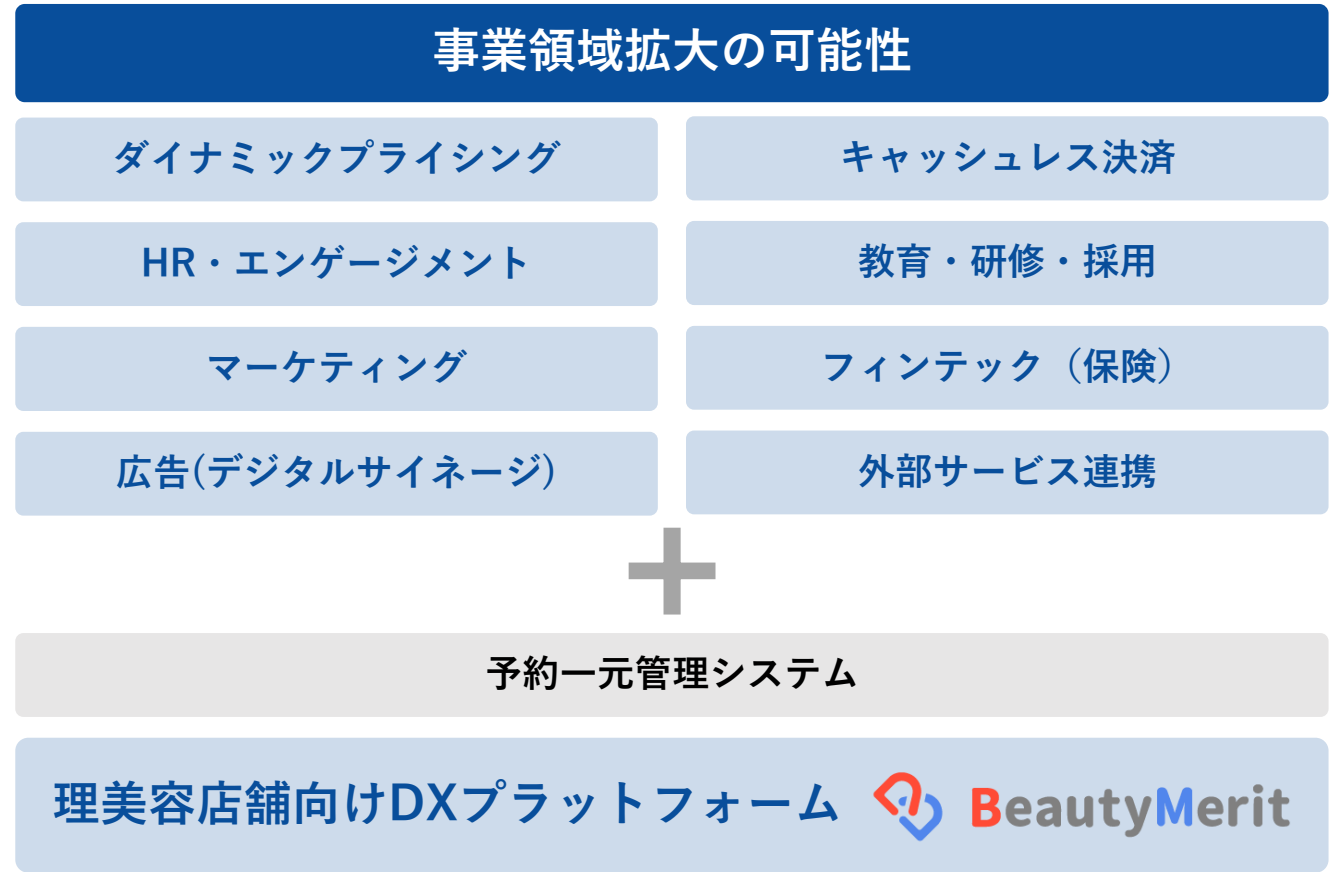 事業領域拡大の可能性
ダイナミックプライシング
キャッシュレス決済
HR・エンゲージメント
教育・研修・採用
マーケティング
フィンテック（保険）
広告(デジタルサイネージ)
外部サービス連携
予約一元管理システム
理美容店舗向けDXプラットフォーム BeautyMerit